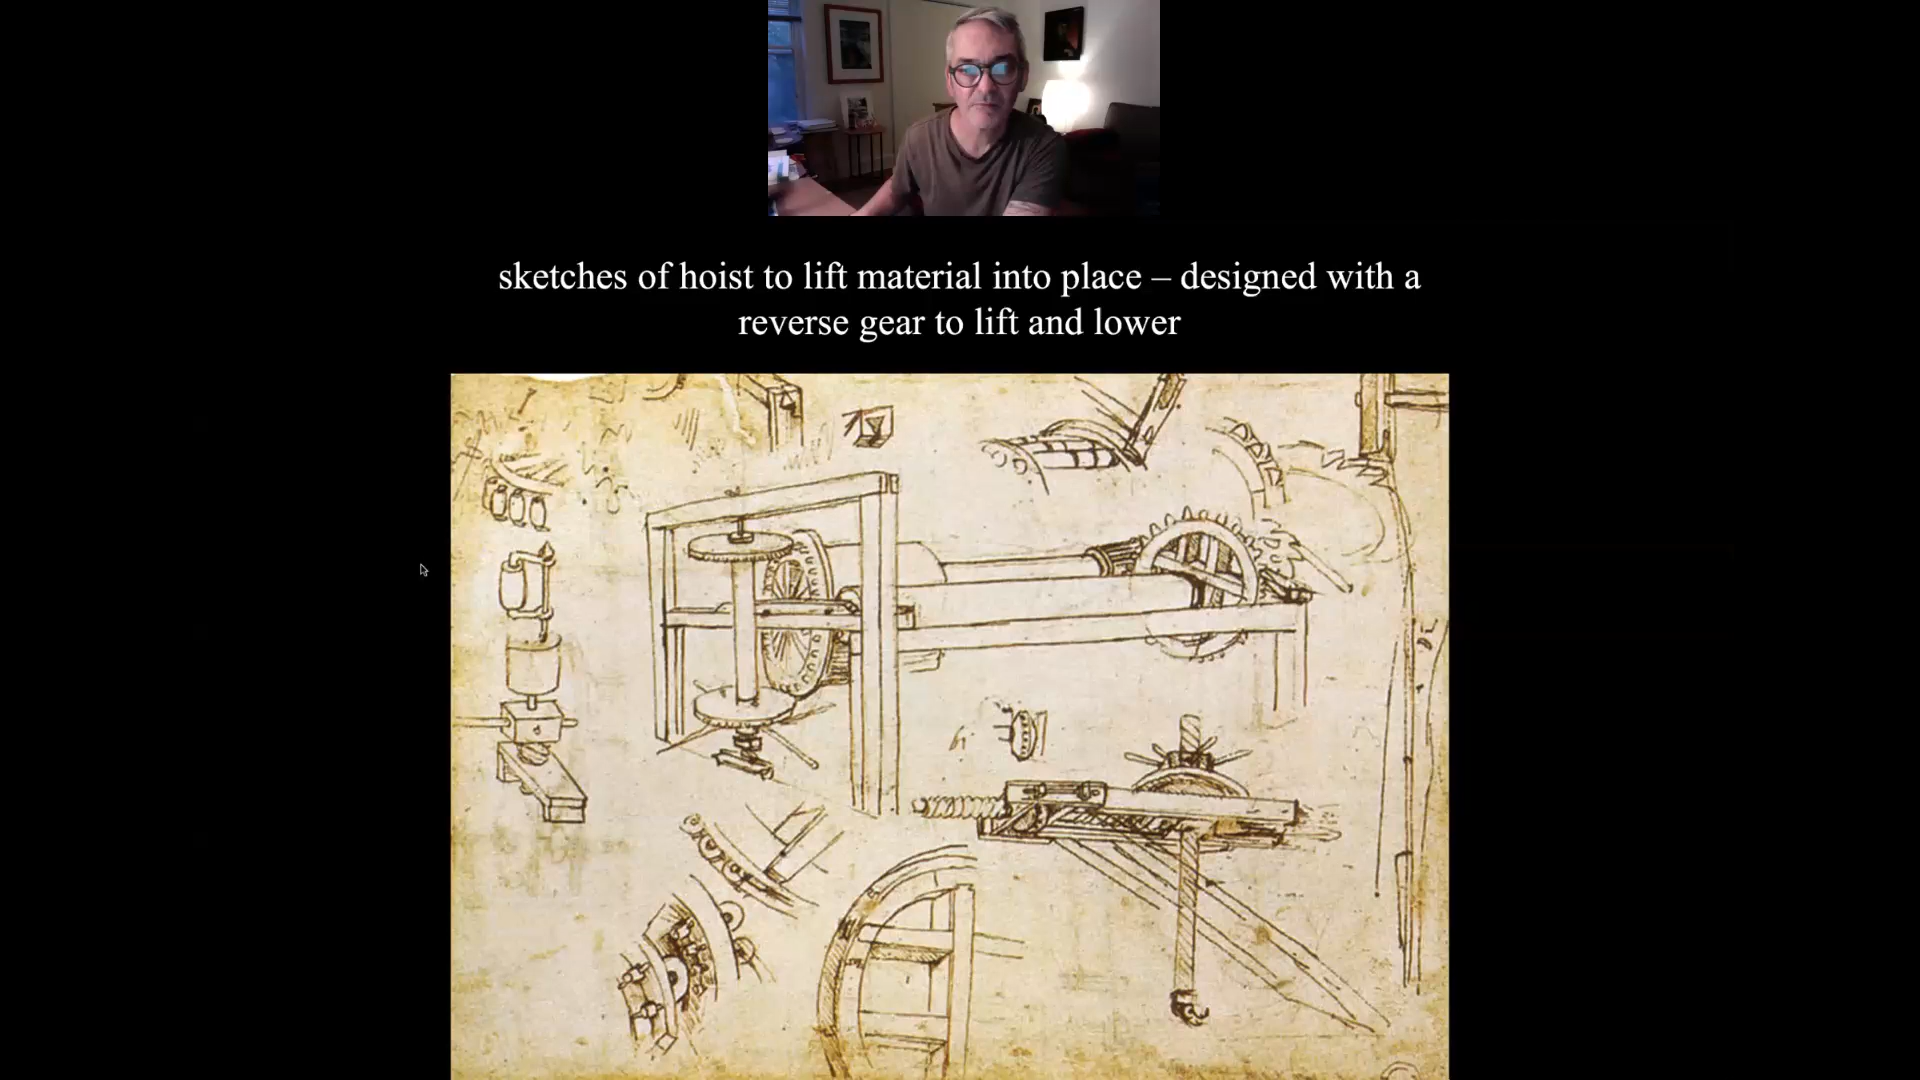 sketches of hoist to lift material into place – designed with a
reverse gear to lift and lower